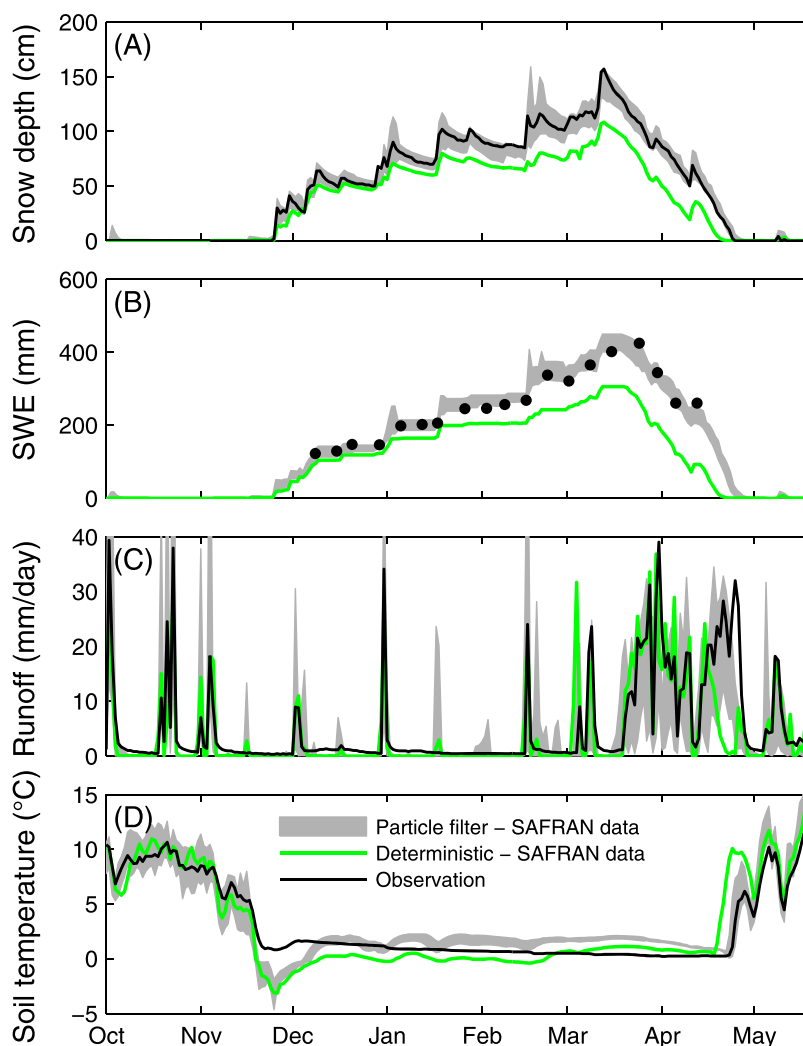 (A)
Snow depth (cm)
200
150
100
50
0
(B)
SWE (mm)
600
400
200
0
(C)
Runoff (mm/day)
40
30
20
10
0
(D)
Soil temperature (°C)
15
10
5
0
−5
Particle filter − SAFRAN data
Deterministic − SAFRAN data
Observation
Oct Nov Dec Jan Feb Mar Apr May